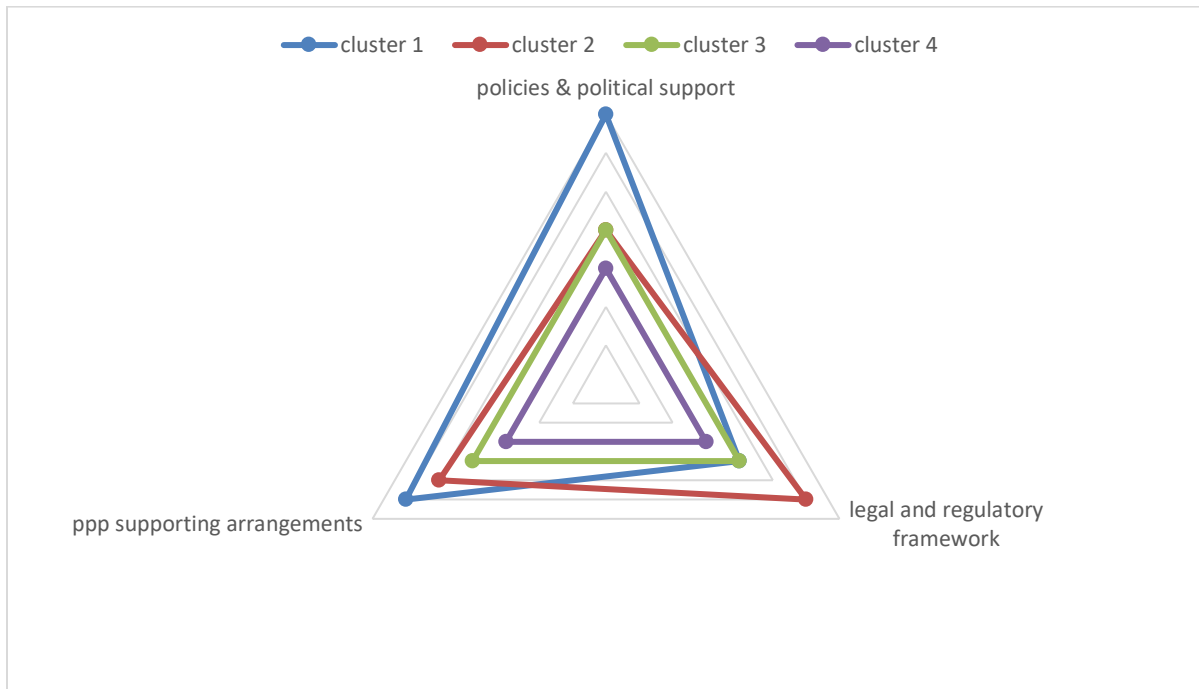 cluster 1 cluster 2 cluster 3 cluster 4
policies & political support
ppp supporting arrangements
legal and regulatory
framework